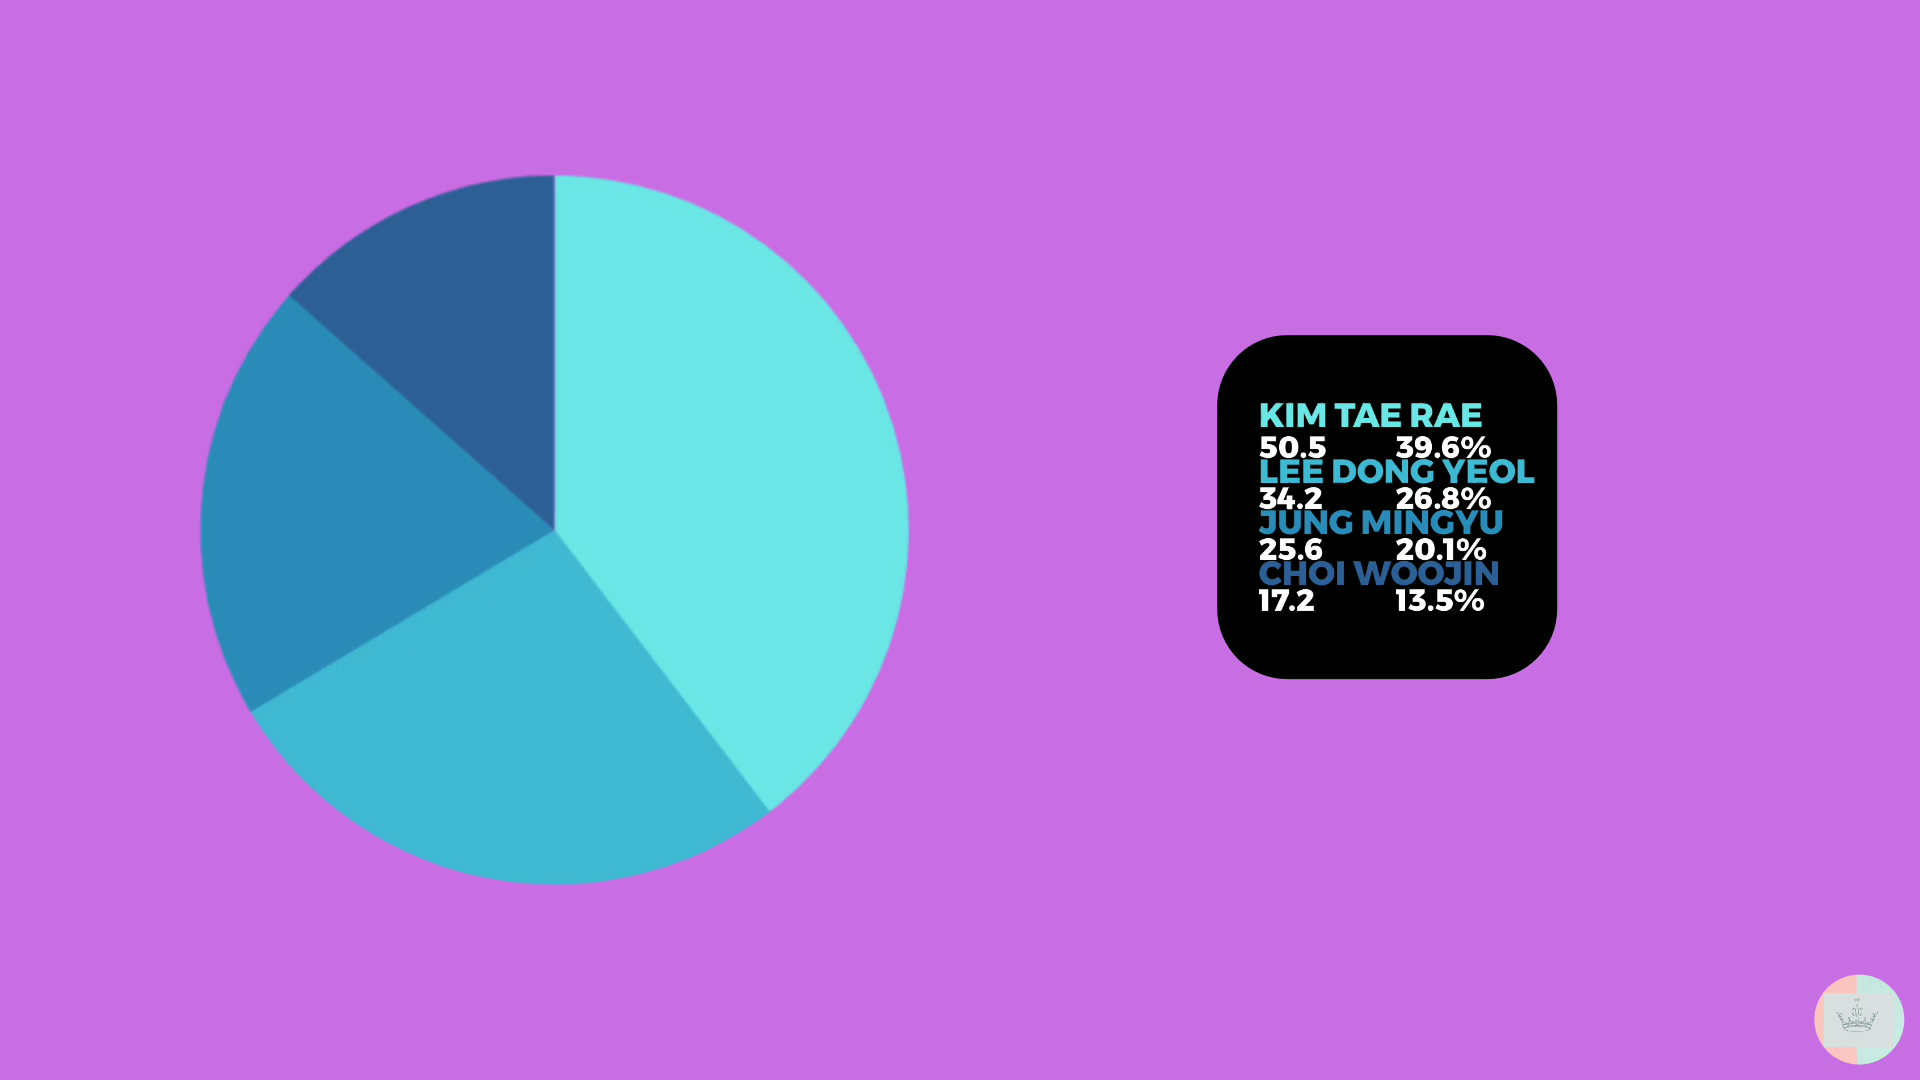 KIM TAE RAE
50.5 39.6%
LEE DONG YEOL
34.2 26.8%
JUNG MINGYU
25.6 20.1%
CHOI WOOJIN
17.2 13.5%